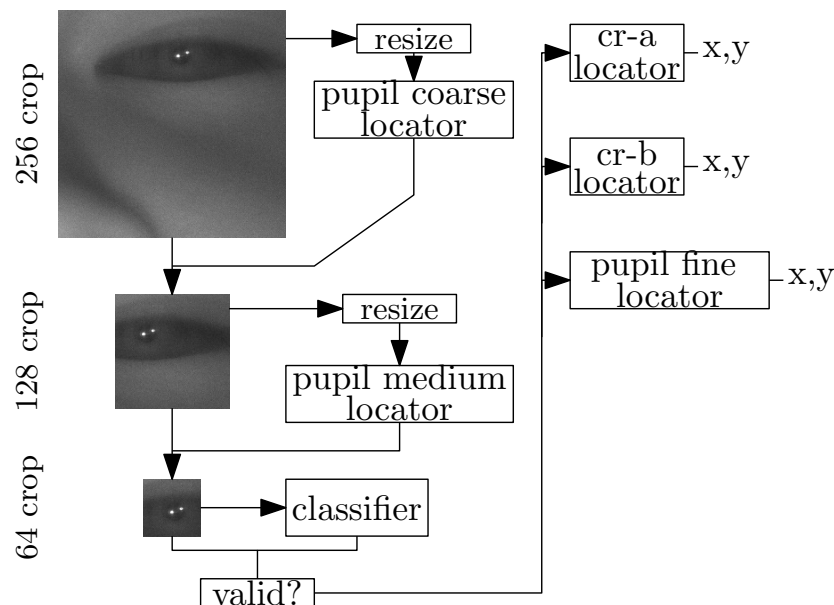 256 crop
resize
pupil coarse
locator
128 crop
resize
pupil medium
locator
64 crop
classifier
valid?
cr-a
locator
x,y
cr-b
locator
x,y
pupil fine
locator
x,y